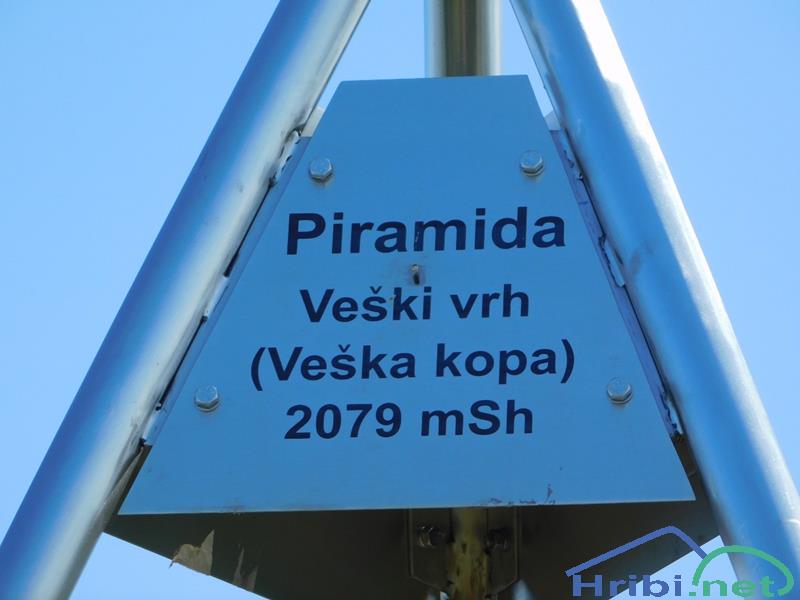 Piramida
Veški vrh
(Veška kopa)
2079 mSh
Hribi.net